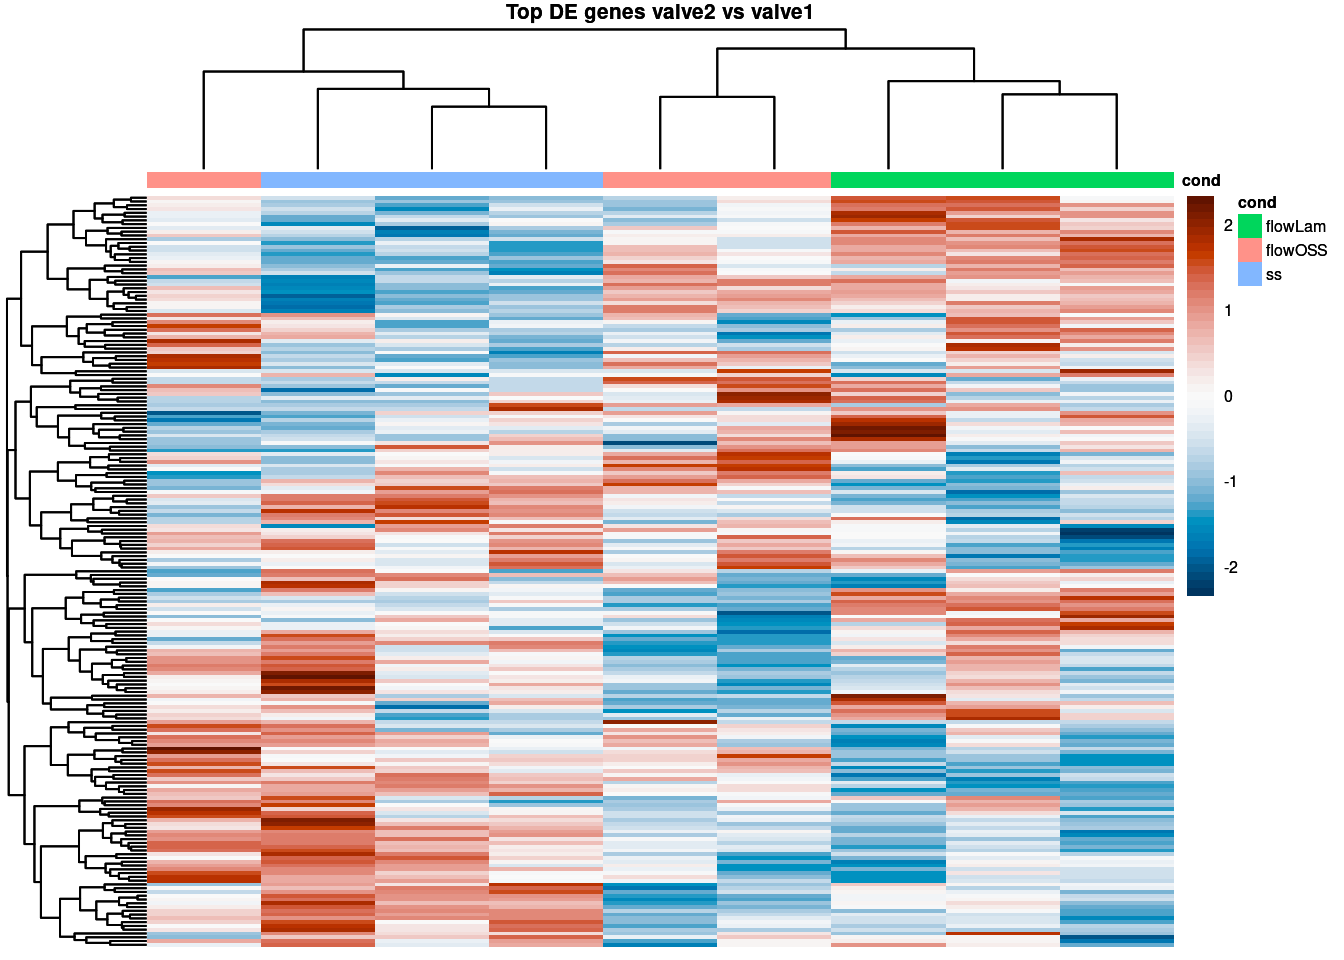 Top DE genes valve2 vs valve1
cond
cond
flowLam
flowOSS
ss
2
1
0
-1
-2